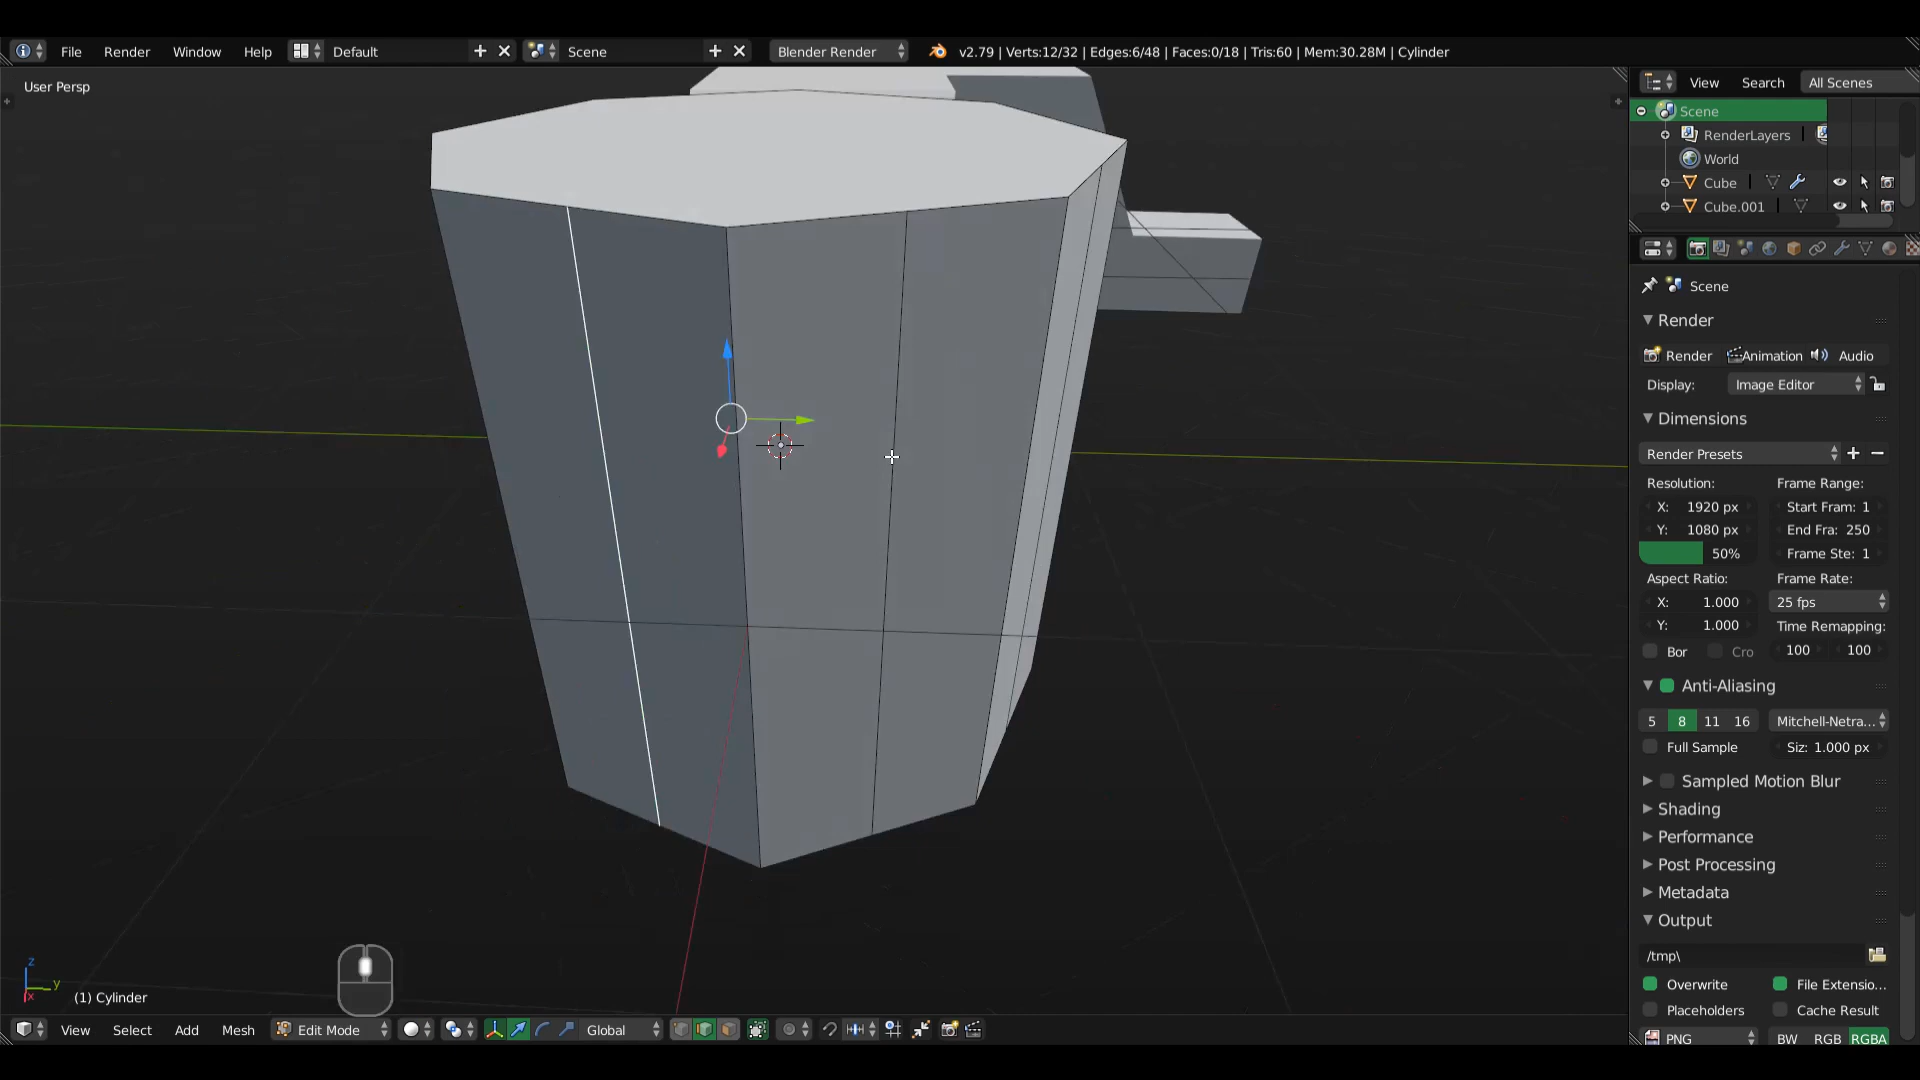 File Render Window Help Default Scene Blender Render v2.79 | Verts:12/32 | Edges:6/48 | Faces:0/18 | Tris:60 | Mem:30.28M | Cylinder
User Persp
View Search All Scenes
Scene
RenderLayers
World
Cube
Cube.001
Scene
Render
Render Animation Audio
Display: Image Editor
Dimensions
Render Presets
Resolution: Frame Range:
X: 1920 px Start Fram: 1
Y: 1080 px End Fra: 250
50% Frame Ste: 1
Aspect Ratio: Frame Rate:
X: 1.000 25 fps
Y: 1.000 Time Remapping:
Bor Cro 100 100
Anti-Aliasing
5 8 11 16 Mitchell-Netra...
Full Sample Siz: 1.000 px
Sampled Motion Blur
Shading
Performance
Post Processing
Metadata
Output
/tmp\
Overwrite File Extensio...
Placeholders Cache Result
PNG BW RGB RGBA
z
y
x
(1) Cylinder
View Select Add Mesh Edit Mode Global